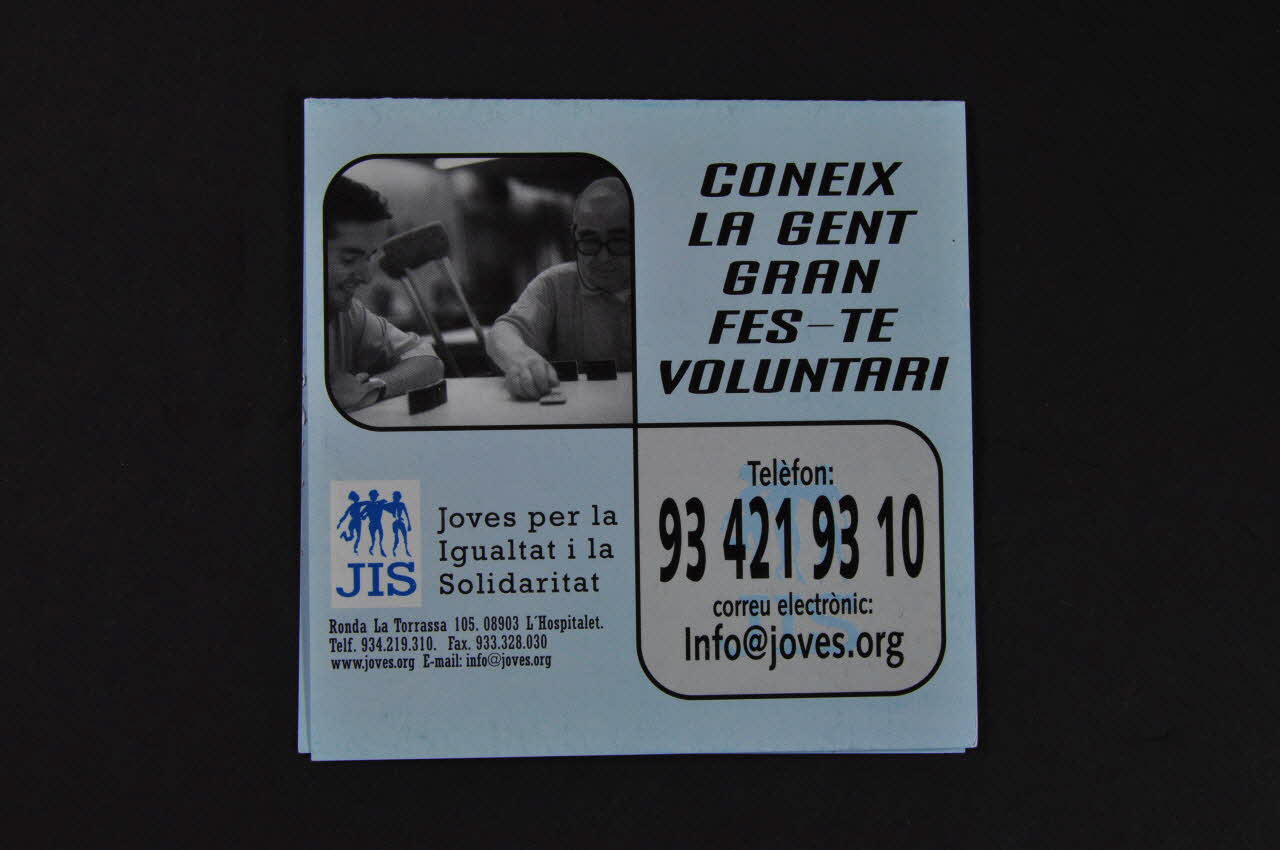 CONEIX
LA GENT
GRAN
FES-TE
VOLUNTARI
JIS
Joves per la
Igualtat i la
Solidaritat
Ronda La Torrassa 105. 08903 L'Hospitalet.
Telf. 934.219.310. Fax. 933.328.030
www.joves.org E-mail: info@joves.org
Telèfon:
93 421 93 10
correu electrònic:
Info@joves.org
JIS